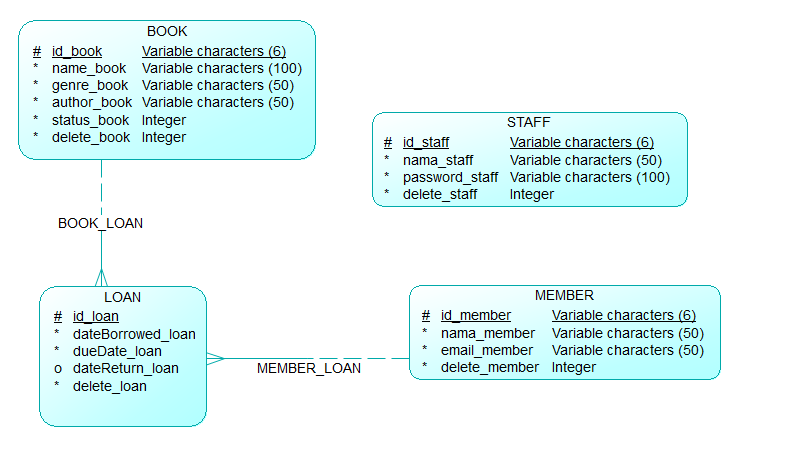 BOOK
# id_book Variable characters (6)
* name_book Variable characters (100)
* genre_book Variable characters (50)
* author_book Variable characters (50)
* status_book Integer
* delete_book Integer
STAFF
# id_staff Variable characters (6)
* nama_staff Variable characters (50)
* password_staff Variable characters (100)
* delete_staff Integer
BOOK_LOAN
LOAN
# id_loan
* dateBorrowed_loan
* dueDate_loan
o dateReturn_loan
* delete_loan
MEMBER_LOAN
MEMBER
# id_member Variable characters (6)
* nama_member Variable characters (50)
* email_member Variable characters (50)
* delete_member Integer